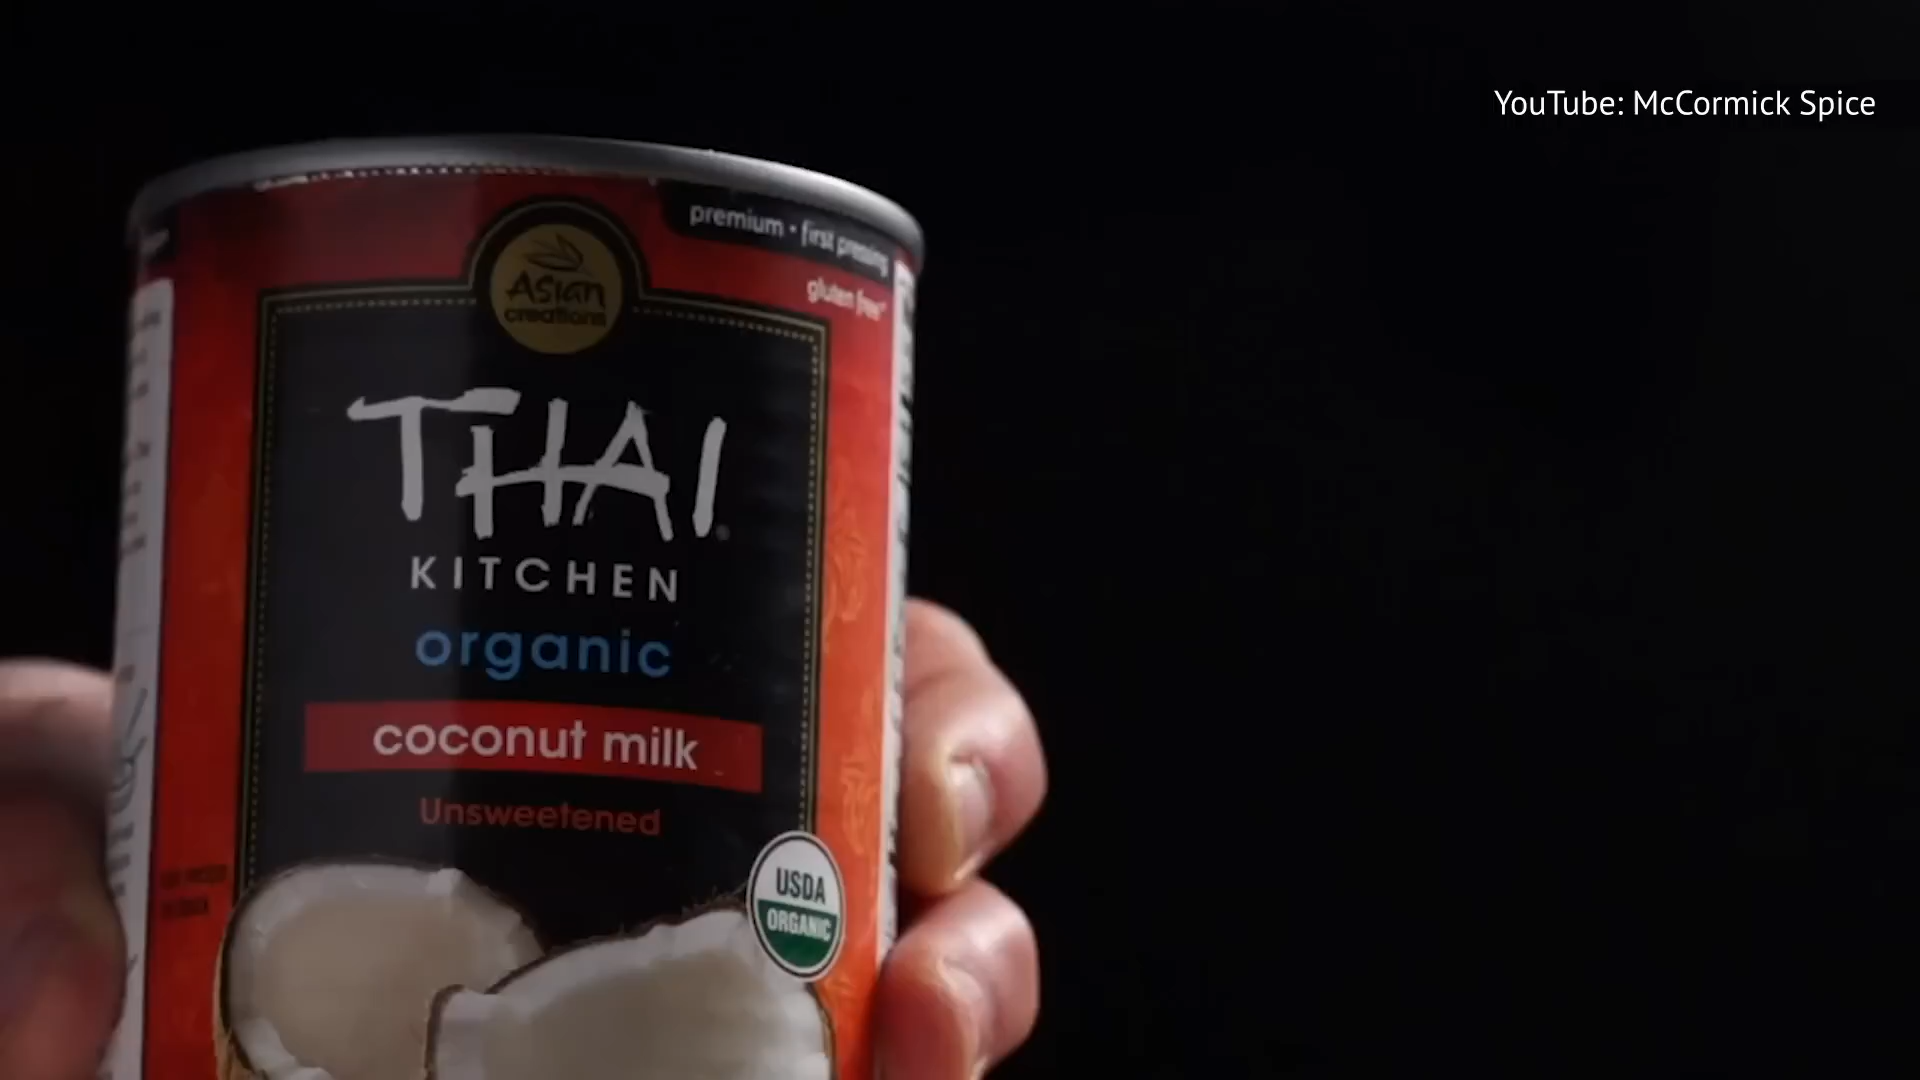 YouTube: McCormick Spice
premium • first pressing
gluten free*
Asian
creations
THAI
KITCHEN
organic
coconut milk
Unsweetened
USDA
ORGANIC